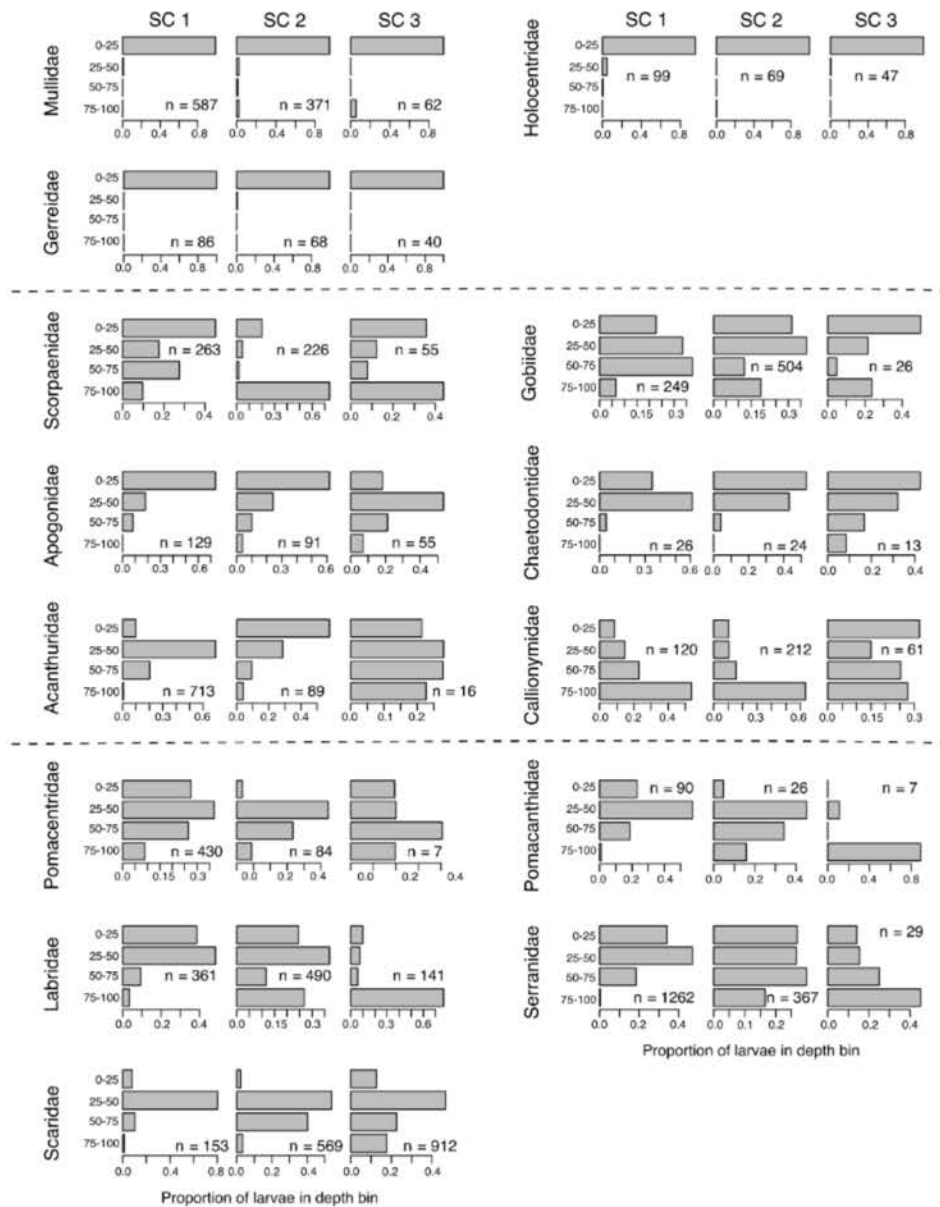 SC 1 SC 2 SC 3
Mullidae
0-25
25-50
50-75
75-100
n = 587 n = 371 n = 62
0.0 0.4 0.8 0.0 0.4 0.8 0.0 0.4 0.8
SC 1 SC 2 SC 3
Holocentridae
0-25
25-50
50-75
75-100
n = 99 n = 69 n = 47
0.0 0.4 0.8 0.0 0.4 0.8 0.0 0.4 0.8
Gerreidae
0-25
25-50
50-75
75-100
n = 86 n = 68 n = 40
0.0 0.4 0.8 0.0 0.4 0.8 0.0 0.4 0.8
Scorpaenidae
0-25
25-50
50-75
75-100
n = 263 n = 226 n = 55
0.0 0.2 0.4 0.0 0.2 0.4 0.6 0.0 0.2 0.4
Gobiidae
0-25
25-50
50-75
75-100
n = 249 n = 504 n = 26
0.0 0.15 0.3 0.0 0.15 0.3 0.0 0.2 0.4
Apogonidae
0-25
25-50
50-75
75-100
n = 129 n = 91 n = 55
0.0 0.3 0.6 0.0 0.3 0.6 0.0 0.2 0.4
Chaetodontidae
0-25
25-50
50-75
75-100
n = 26 n = 24 n = 13
0.0 0.2 0.4 0.6 0.0 0.2 0.4 0.0 0.2 0.4
Acanthuridae
0-25
25-50
50-75
75-100
n = 713 n = 89 n = 16
0.0 0.3 0.6 0.0 0.2 0.4 0.0 0.2
Callionymidae
0-25
25-50
50-75
75-100
n = 120 n = 212 n = 61
0.0 0.2 0.4 0.0 0.3 0.6 0.0 0.15 0.3
Pomacentridae
0-25
25-50
50-75
75-100
n = 430 n = 84 n = 7
0.0 0.15 0.3 0.0 0.2 0.4 0.0 0.2 0.4
Pomacanthidae
0-25
25-50
50-75
75-100
n = 90 n = 26 n = 7
0.0 0.2 0.4 0.0 0.2 0.4 0.0 0.4 0.8
Labridae
0-25
25-50
50-75
75-100
n = 361 n = 490 n = 141
0.0 0.2 0.4 0.0 0.15 0.3 0.0 0.3 0.6
Serranidae
0-25
25-50
50-75
75-100
n = 1262 n = 367 n = 29
0.0 0.2 0.4 0.0 0.1 0.2 0.0 0.2 0.4
Proportion of larvae in depth bin
Scaridae
0-25
25-50
50-75
75-100
n = 153 n = 569 n = 912
0.0 0.4 0.8 0.0 0.2 0.4 0.0 0.2 0.4
Proportion of larvae in depth bin